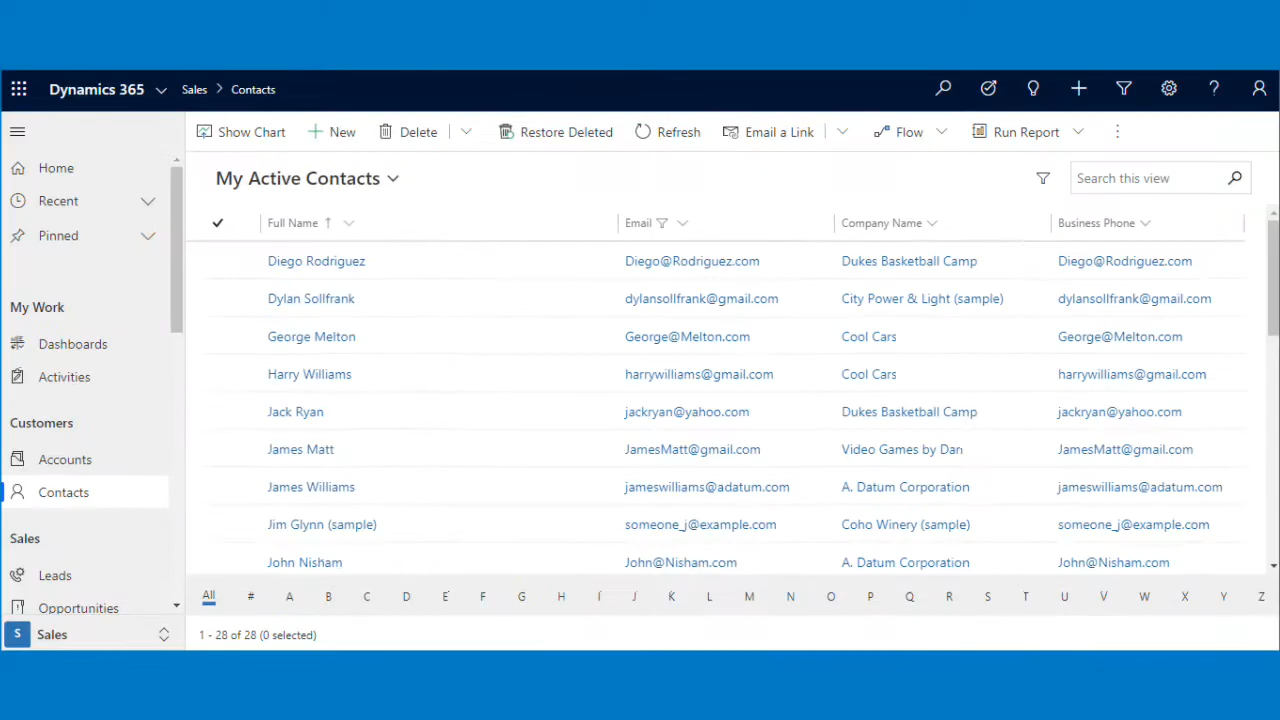 Dynamics 365 Sales > Contacts ?
Show Chart New Delete Restore Deleted Refresh Email a Link Flow Run Report
Home
Recent
Pinned
My Work
Dashboards
Activities
Customers
Accounts
Contacts
Sales
Leads
Opportunities
S Sales
My Active Contacts Search this view
Full Name ↑ Email Company Name Business Phone
Diego Rodriguez Diego@Rodriguez.com Dukes Basketball Camp Diego@Rodriguez.com
Dylan Sollfrank dylansollfrank@gmail.com City Power & Light (sample) dylansollfrank@gmail.com
George Melton George@Melton.com Cool Cars George@Melton.com
Harry Williams harrywilliams@gmail.com Cool Cars harrywilliams@gmail.com
Jack Ryan jackryan@yahoo.com Dukes Basketball Camp jackryan@yahoo.com
James Matt JamesMatt@gmail.com Video Games by Dan JamesMatt@gmail.com
James Williams jameswilliams@adatum.com A. Datum Corporation jameswilliams@adatum.com
Jim Glynn (sample) someone_j@example.com Coho Winery (sample) someone_j@example.com
John Nisham John@Nisham.com A. Datum Corporation John@Nisham.com
All # A B C D E F G H I J K L M N O P Q R S T U V W X Y Z
1 - 28 of 28 (0 selected)